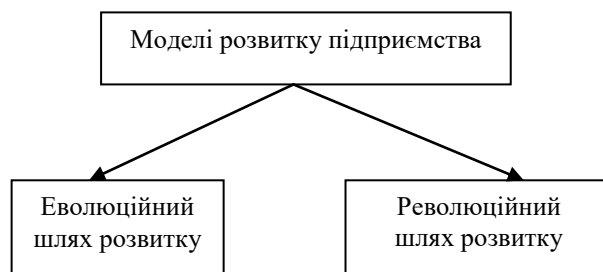 Моделі розвитку підприємства
Еволюційний
шлях розвитку
Революційний
шлях розвитку